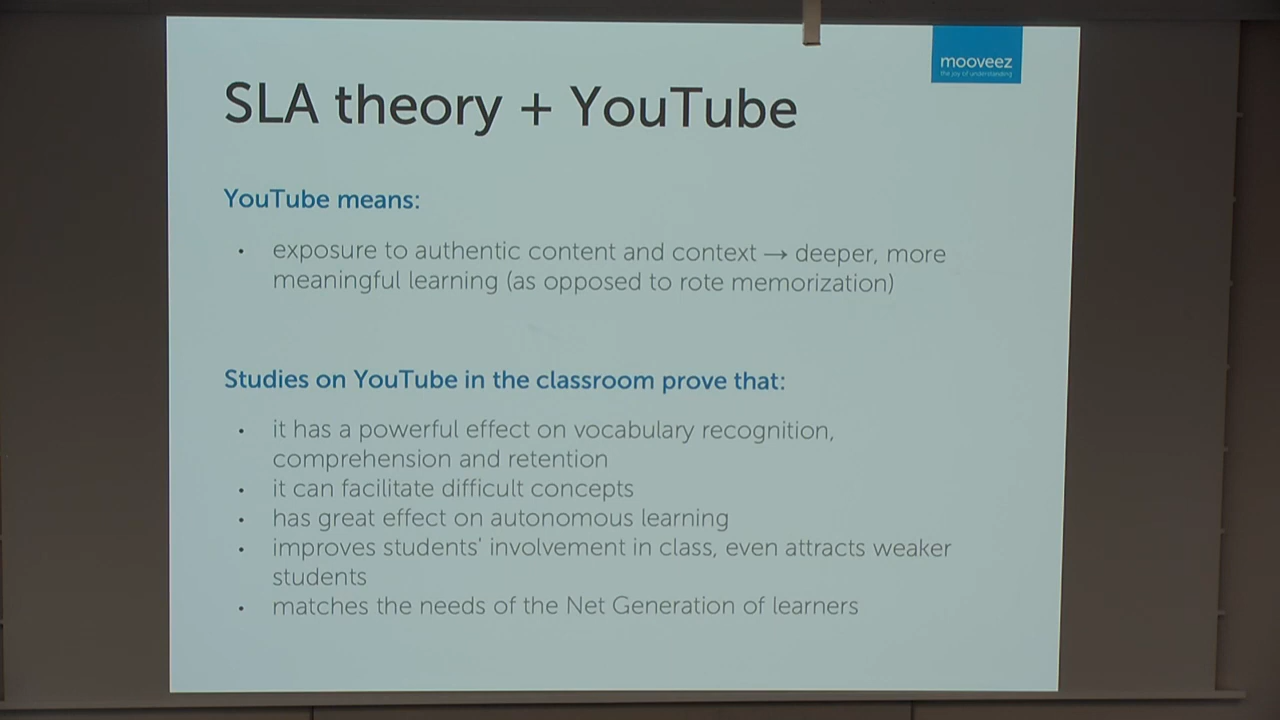 mooveez
the joy of understanding
SLA theory + YouTube
YouTube means:
• exposure to authentic content and context → deeper, more
meaningful learning (as opposed to rote memorization)
Studies on YouTube in the classroom prove that:
• it has a powerful effect on vocabulary recognition,
comprehension and retention
• it can facilitate difficult concepts
• has great effect on autonomous learning
• improves students' involvement in class, even attracts weaker
students
• matches the needs of the Net Generation of learners